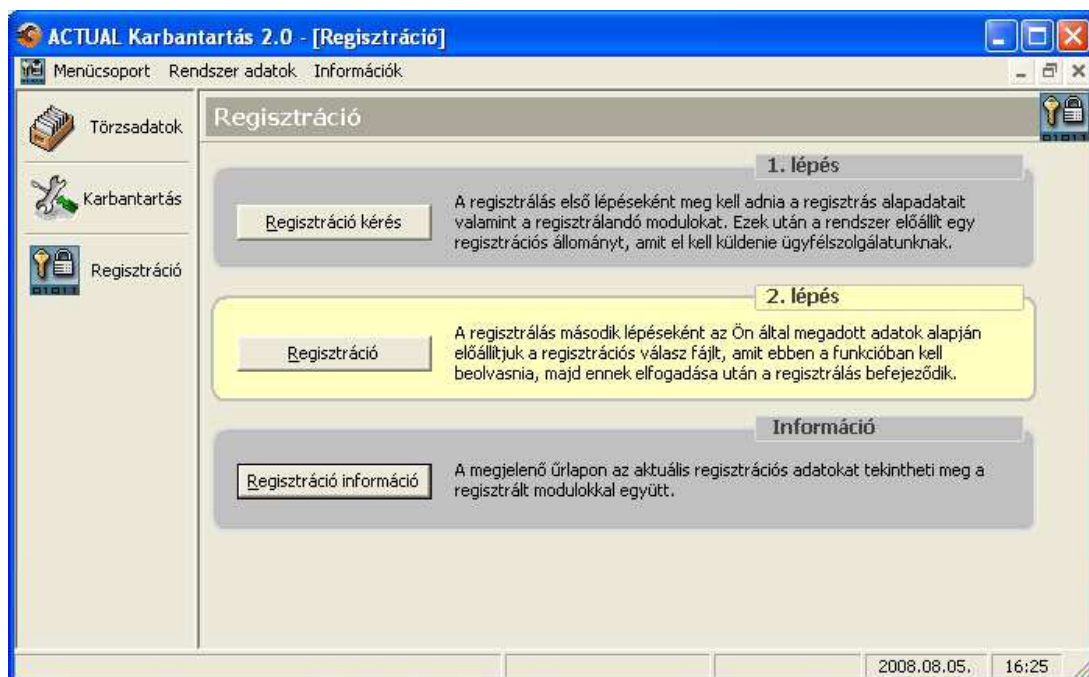 ACTUAL Karbantartás 2.0 - [Regisztráció]
Menücsoport Rendszer adatok Információk
Törzsadatok
Karbantartás
Regisztráció
01011
Regisztráció
01011
1. lépés
Regisztráció kérés
A regisztrálás első lépéseként meg kell adnia a regisztrás alapadatait
valamint a regisztrálandó modulokat. Ezek után a rendszer előállít egy
regisztrációs állományt, amit el kell küldenie ügyfélszolgálatunknak.
2. lépés
Regisztráció
A regisztrálás második lépéseként az Ön által megadott adatok alapján
előállítjuk a regisztrációs válasz fájlt, amit ebben a funkcióban kell
beolvasnia, majd ennek elfogadása után a regisztrálás befejeződik.
Információ
Regisztráció információ
A megjelenő űrlapon az aktuális regisztrációs adatokat tekintheti meg a
regisztrált modulokkal együtt.
2008.08.05. 16:25